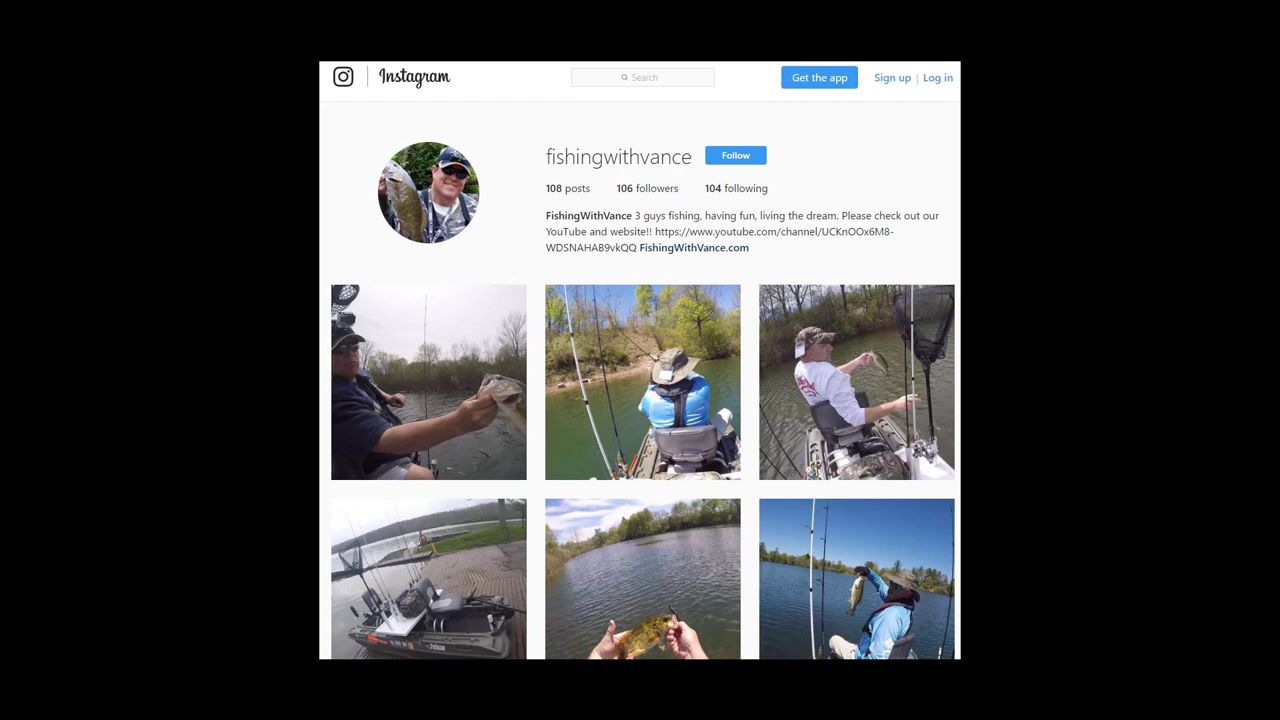 Instagram
Search
Get the app
Sign up | Log in
fishingwithvance
Follow
108 posts 106 followers 104 following
FishingWithVance 3 guys fishing, having fun, living the dream. Please check out our
YouTube and website!! https://www.youtube.com/channel/UCKnOOx6M8-
WDSNAHAB9vkQQ FishingWithVance.com